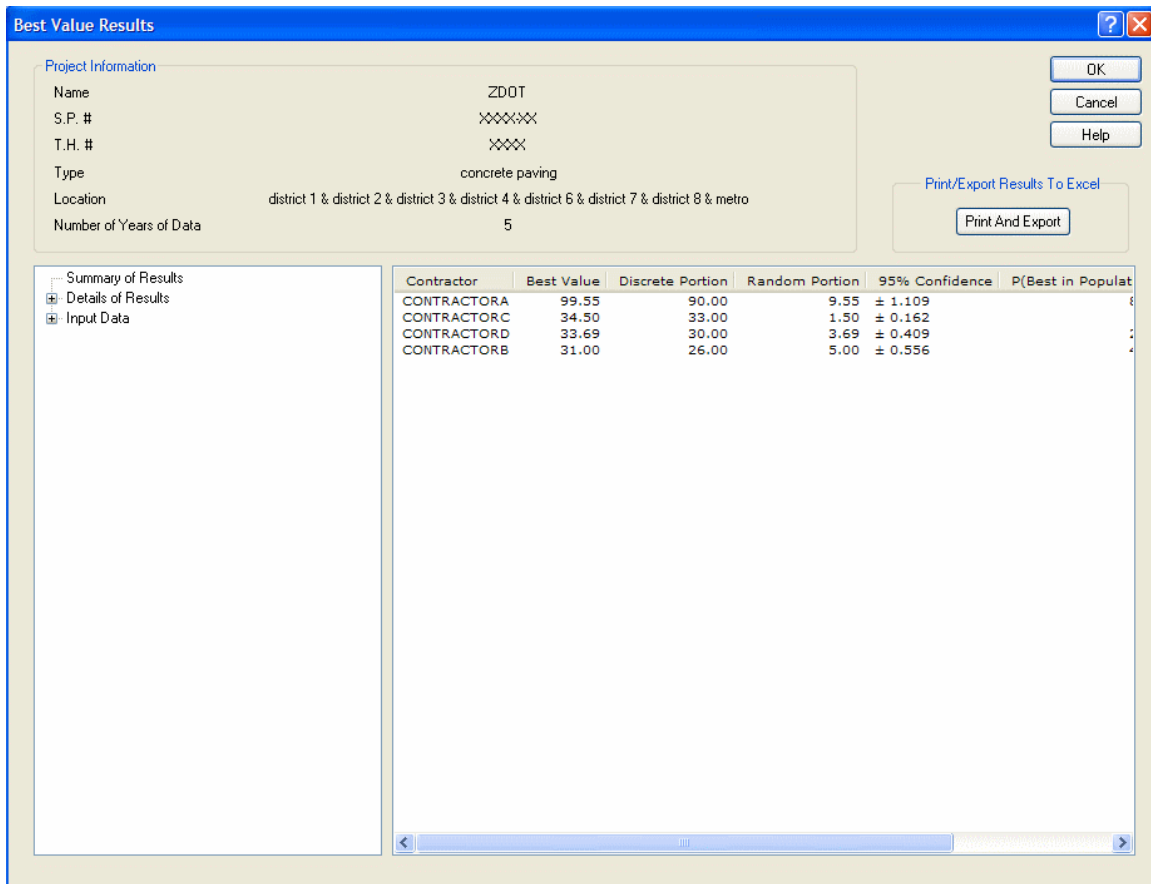 Best Value Results
Project Information
Name ZDOT
S.P. # XXXX-XX
T.H. # XXXX
Type concrete paving
Location district 1 & district 2 & district 3 & district 4 & district 6 & district 7 & district 8 & metro
Number of Years of Data 5
OK
Cancel
Help
Print/Export Results To Excel
Print And Export
Summary of Results
Details of Results
Input Data
Contractor Best Value Discrete Portion Random Portion 95% Confidence P(Best in Populat
CONTRACTORA 99.55 90.00 9.55 ± 1.109
CONTRACTORC 34.50 33.00 1.50 ± 0.162
CONTRACTORD 33.69 30.00 3.69 ± 0.409
CONTRACTORB 31.00 26.00 5.00 ± 0.556